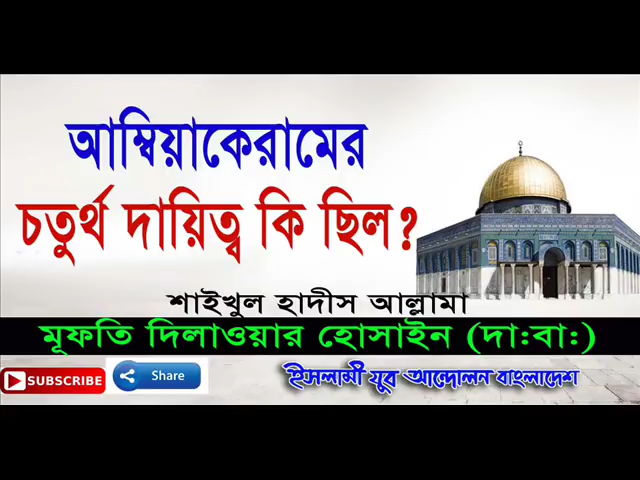 আম্বিয়াকেরামের
চতুর্থ দায়িত্ব কি ছিল?
শাইখুল হাদীস আল্লামা
মূফতি দিলাওয়ার হোসাইন (দা:বা:)
SUBSCRIBE
Share
ইসলামী যুব আন্দোলন বাংলাদেশ